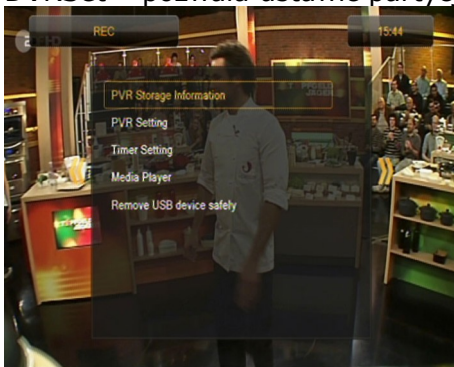 REC
15:44
PVR Storage Information
PVR Setting
Timer Setting
Media Player
Remove USB device safely